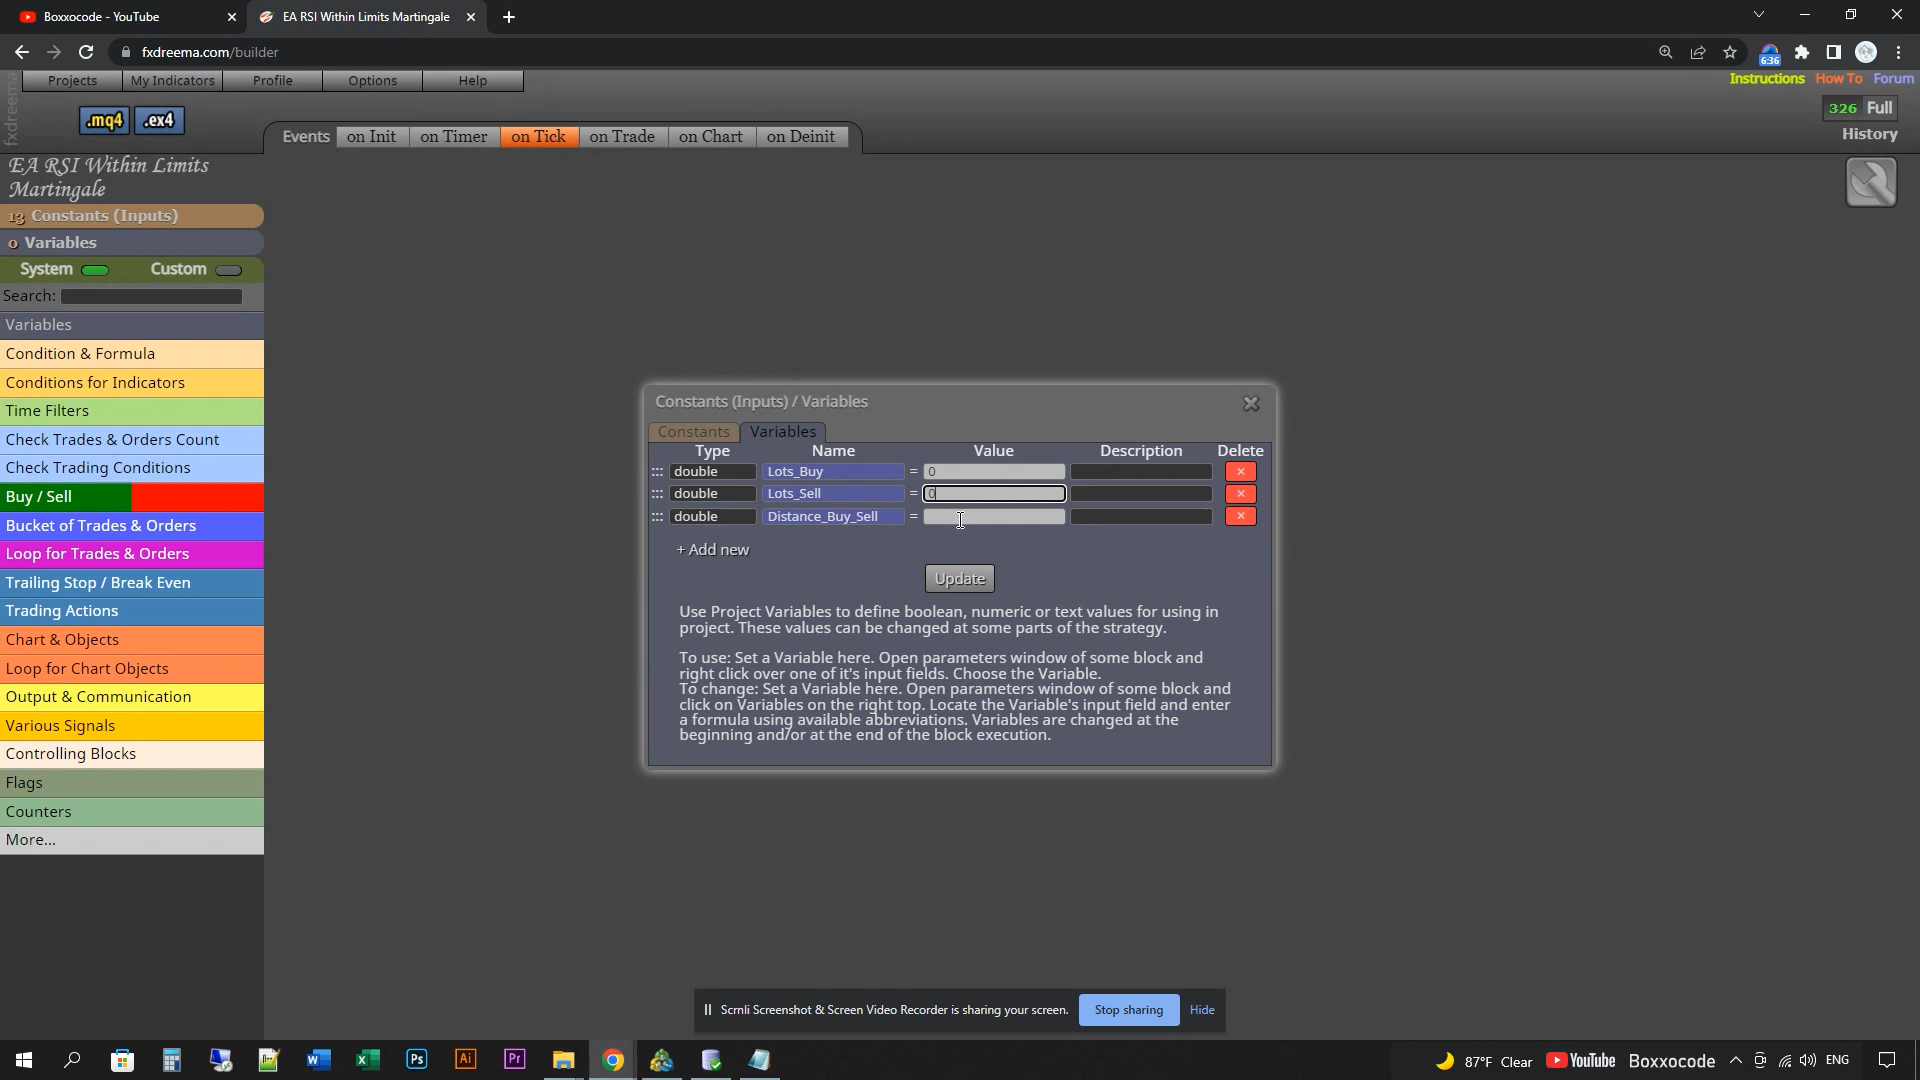 Boxxocode - YouTube
EA RSI Within Limits Martingale
fxdreema.com/builder
6:36
Projects
My Indicators
Profile
Options
Help
Instructions
How To
Forum
fxdreema
.mq4
.ex4
326 Full
History
Events
on Init
on Timer
on Tick
on Trade
on Chart
on Deinit
EA RSI Within Limits
Martingale
13 Constants (Inputs)
0 Variables
System
Custom
Search:
Variables
Condition & Formula
Conditions for Indicators
Time Filters
Check Trades & Orders Count
Check Trading Conditions
Buy / Sell
Bucket of Trades & Orders
Loop for Trades & Orders
Trailing Stop / Break Even
Trading Actions
Chart & Objects
Loop for Chart Objects
Output & Communication
Various Signals
Controlling Blocks
Flags
Counters
More...
Constants (Inputs) / Variables
Constants
Variables
Type Name Value Description Delete
::: double Lots_Buy = 0 ×
::: double Lots_Sell = 0 ×
::: double Distance_Buy_Sell = ×
+ Add new
Update
Use Project Variables to define boolean, numeric or text values for using in
project. These values can be changed at some parts of the strategy.
To use: Set a Variable here. Open parameters window of some block and
right click over one of it's input fields. Choose the Variable.
To change: Set a Variable here. Open parameters window of some block and
click on Variables on the right top. Locate the Variable's input field and enter
a formula using available abbreviations. Variables are changed at the
beginning and/or at the end of the block execution.
Scrnli Screenshot & Screen Video Recorder is sharing your screen.
Stop sharing
Hide
Ps
Ai
Pr
87°F Clear
YouTube
Boxxocode
ENG